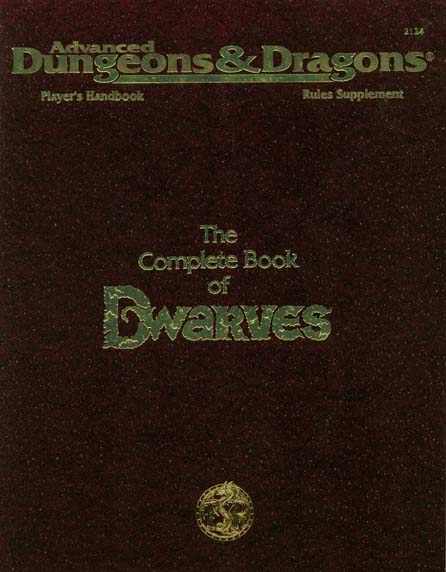 2124
Advanced
Dungeons & Dragons®
Player's Handbook
Rules Supplement
The
Complete Book
of
Dwarves